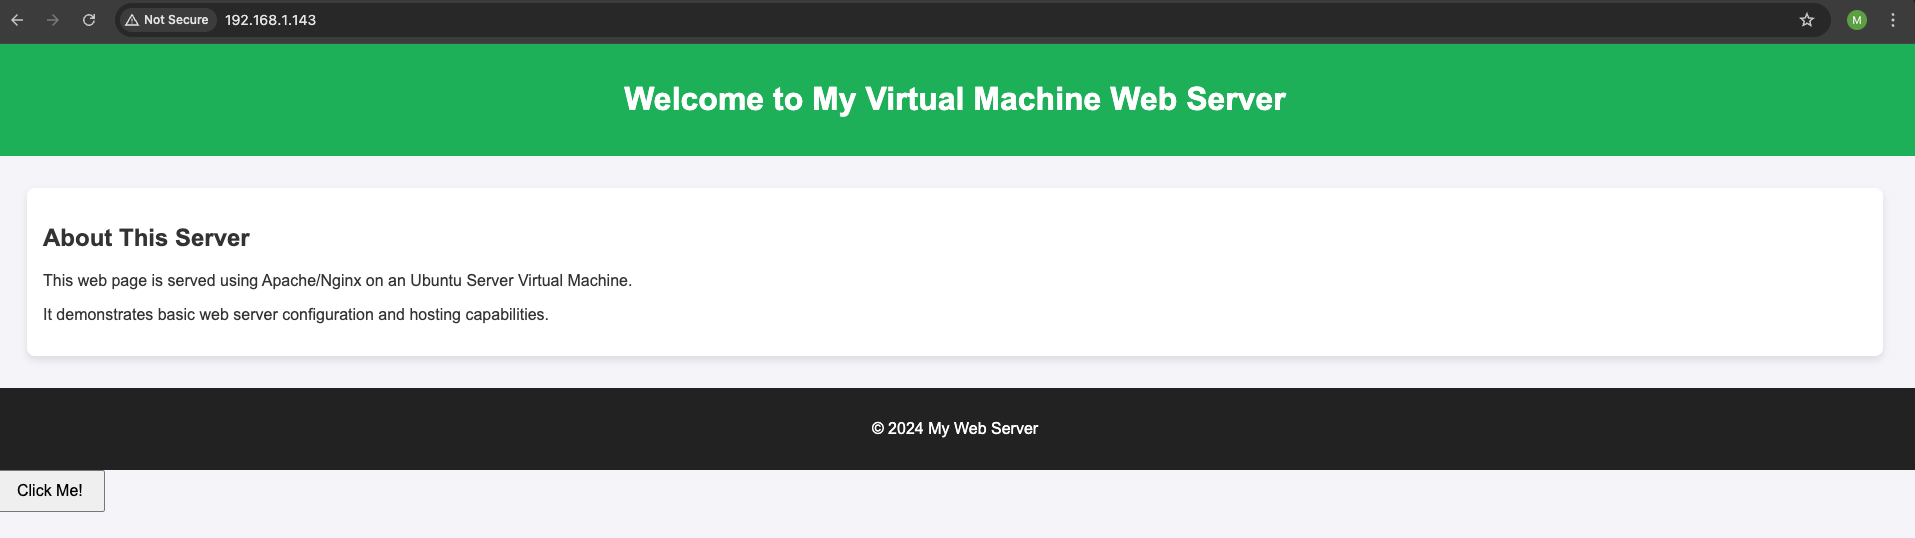 Not Secure 192.168.1.143
M
Welcome to My Virtual Machine Web Server
About This Server
This web page is served using Apache/Nginx on an Ubuntu Server Virtual Machine.
It demonstrates basic web server configuration and hosting capabilities.
© 2024 My Web Server
Click Me!